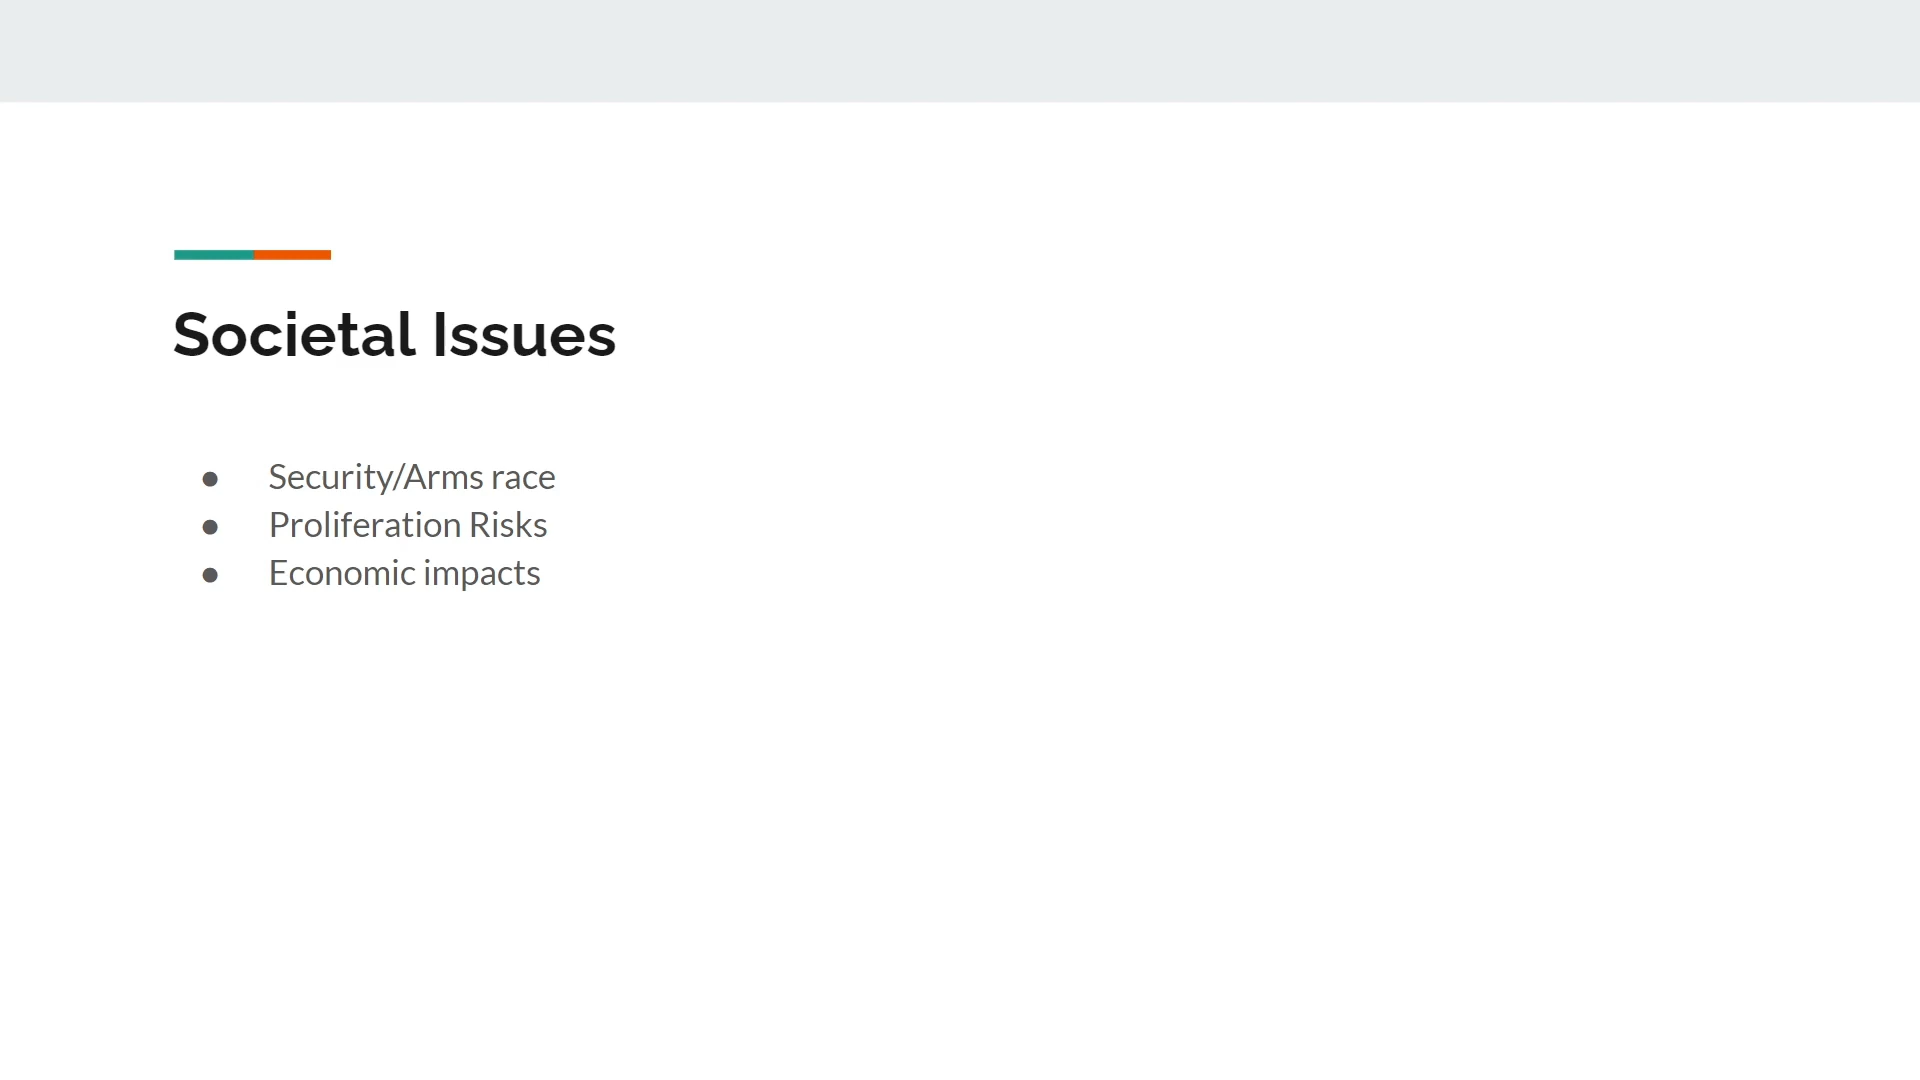 Societal Issues
● Security/Arms race
● Proliferation Risks
● Economic impacts